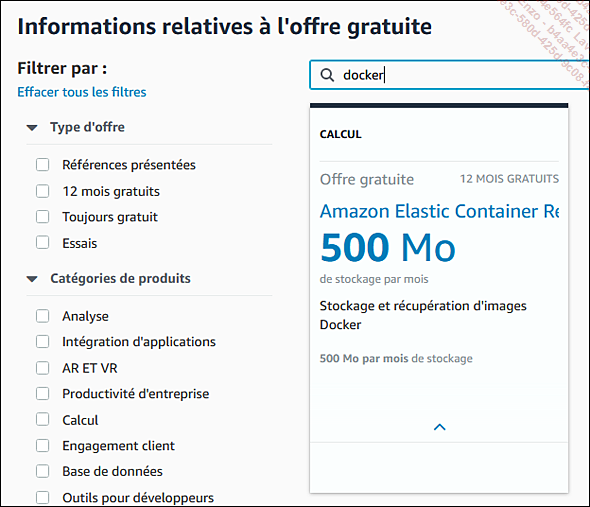 Informations relatives à l'offre gratuite
Filtrer par :
Effacer tous les filtres
Type d'offre
Références présentées
12 mois gratuits
Toujours gratuit
Essais
Catégories de produits
Analyse
Intégration d'applications
AR ET VR
Productivité d'entreprise
Calcul
Engagement client
Base de données
Outils pour développeurs
docker
CALCUL
Offre gratuite
12 MOIS GRATUITS
Amazon Elastic Container Re
500 Mo
de stockage par mois
Stockage et récupération d'images
Docker
500 Mo par mois de stockage